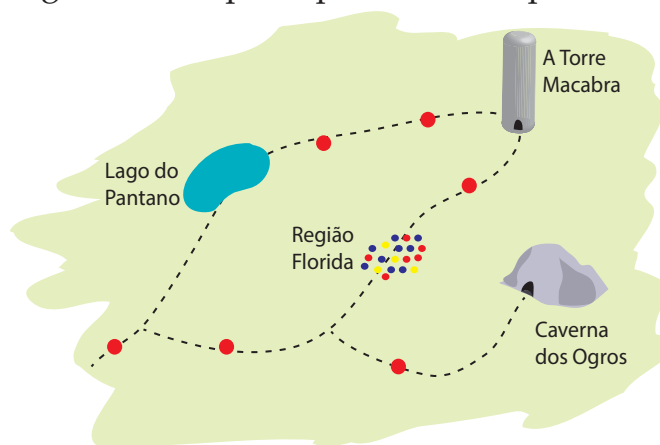 A Torre
Macabra
Lago do
Pantano
Região
Florida
Caverna
dos Ogros